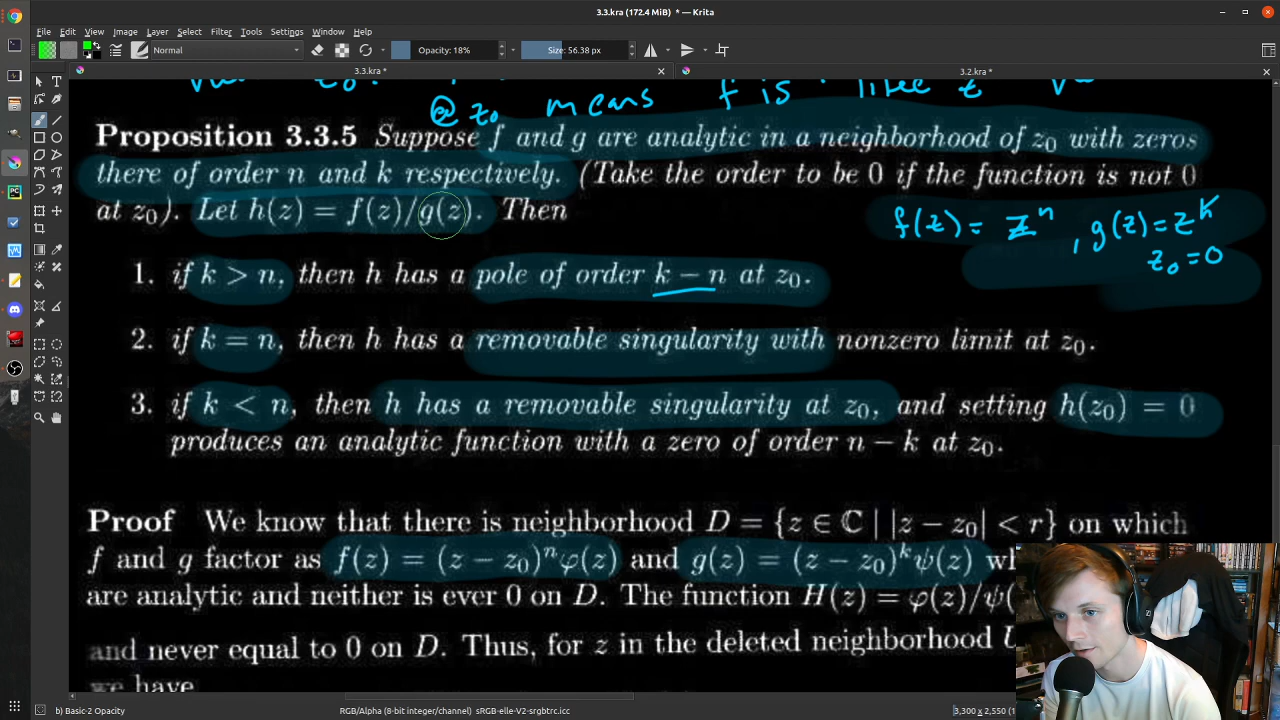 3.3.kra (172.4 MiB) * — Krita
File Edit View Image Layer Select Filter Tools Settings Window Help
Normal Opacity: 18% Size: 56.38 px
3.3.kra * 3.2.kra *
z0.
@ z0 means f is
Proposition 3.3.5 Suppose f and g are analytic in a neighborhood of z0 with zeros
there of order n and k respectively. (Take the order to be 0 if the function is not 0
at z0). Let h(z) = f(z)/g(z). Then
f(z) = z^n , g(z) = z^k
z0 = 0
1. if k > n, then h has a pole of order k − n at z0.
2. if k = n, then h has a removable singularity with nonzero limit at z0.
3. if k < n, then h has a removable singularity at z0, and setting h(z0) = 0
produces an analytic function with a zero of order n − k at z0.
Proof We know that there is neighborhood D = {z ∈ ℂ | |z − z0| < r} on which
f and g factor as f(z) = (z − z0)^n φ(z) and g(z) = (z − z0)^k ψ(z)
are analytic and neither is ever 0 on D. The function H(z) = φ(z)/ψ(
and never equal to 0 on D. Thus, for z in the deleted neighborhood
we have
b) Basic-2 Opacity RGB/Alpha (8-bit integer/channel) sRGB-elle-V2-srgbtrc.icc 3,300 x 2,550